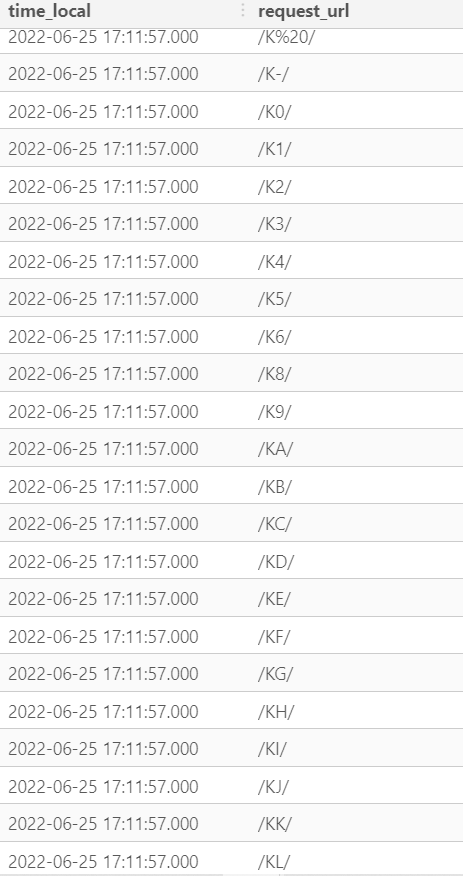 time_local request_url
2022-06-25 17:11:57.000 /K%20/
2022-06-25 17:11:57.000 /K-/
2022-06-25 17:11:57.000 /K0/
2022-06-25 17:11:57.000 /K1/
2022-06-25 17:11:57.000 /K2/
2022-06-25 17:11:57.000 /K3/
2022-06-25 17:11:57.000 /K4/
2022-06-25 17:11:57.000 /K5/
2022-06-25 17:11:57.000 /K6/
2022-06-25 17:11:57.000 /K8/
2022-06-25 17:11:57.000 /K9/
2022-06-25 17:11:57.000 /KA/
2022-06-25 17:11:57.000 /KB/
2022-06-25 17:11:57.000 /KC/
2022-06-25 17:11:57.000 /KD/
2022-06-25 17:11:57.000 /KE/
2022-06-25 17:11:57.000 /KF/
2022-06-25 17:11:57.000 /KG/
2022-06-25 17:11:57.000 /KH/
2022-06-25 17:11:57.000 /KI/
2022-06-25 17:11:57.000 /KJ/
2022-06-25 17:11:57.000 /KK/
2022-06-25 17:11:57.000 /KL/